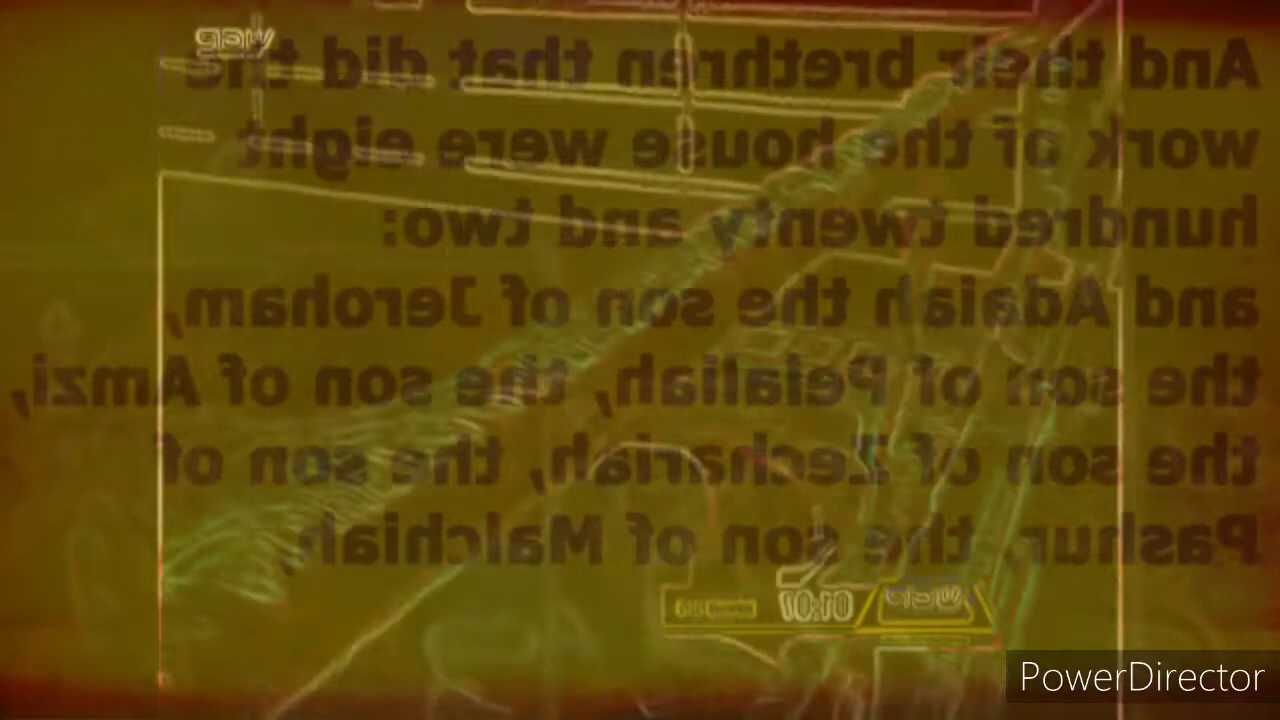 And their brethren that did the
work of the house were eight
hundred twenty and two:
and Adaiah the son of Jeroham,
the son of Pelaliah, the son of Amzi,
the son of Zechariah, the son of
Pashur, the son of Malchiah,
PowerDirector